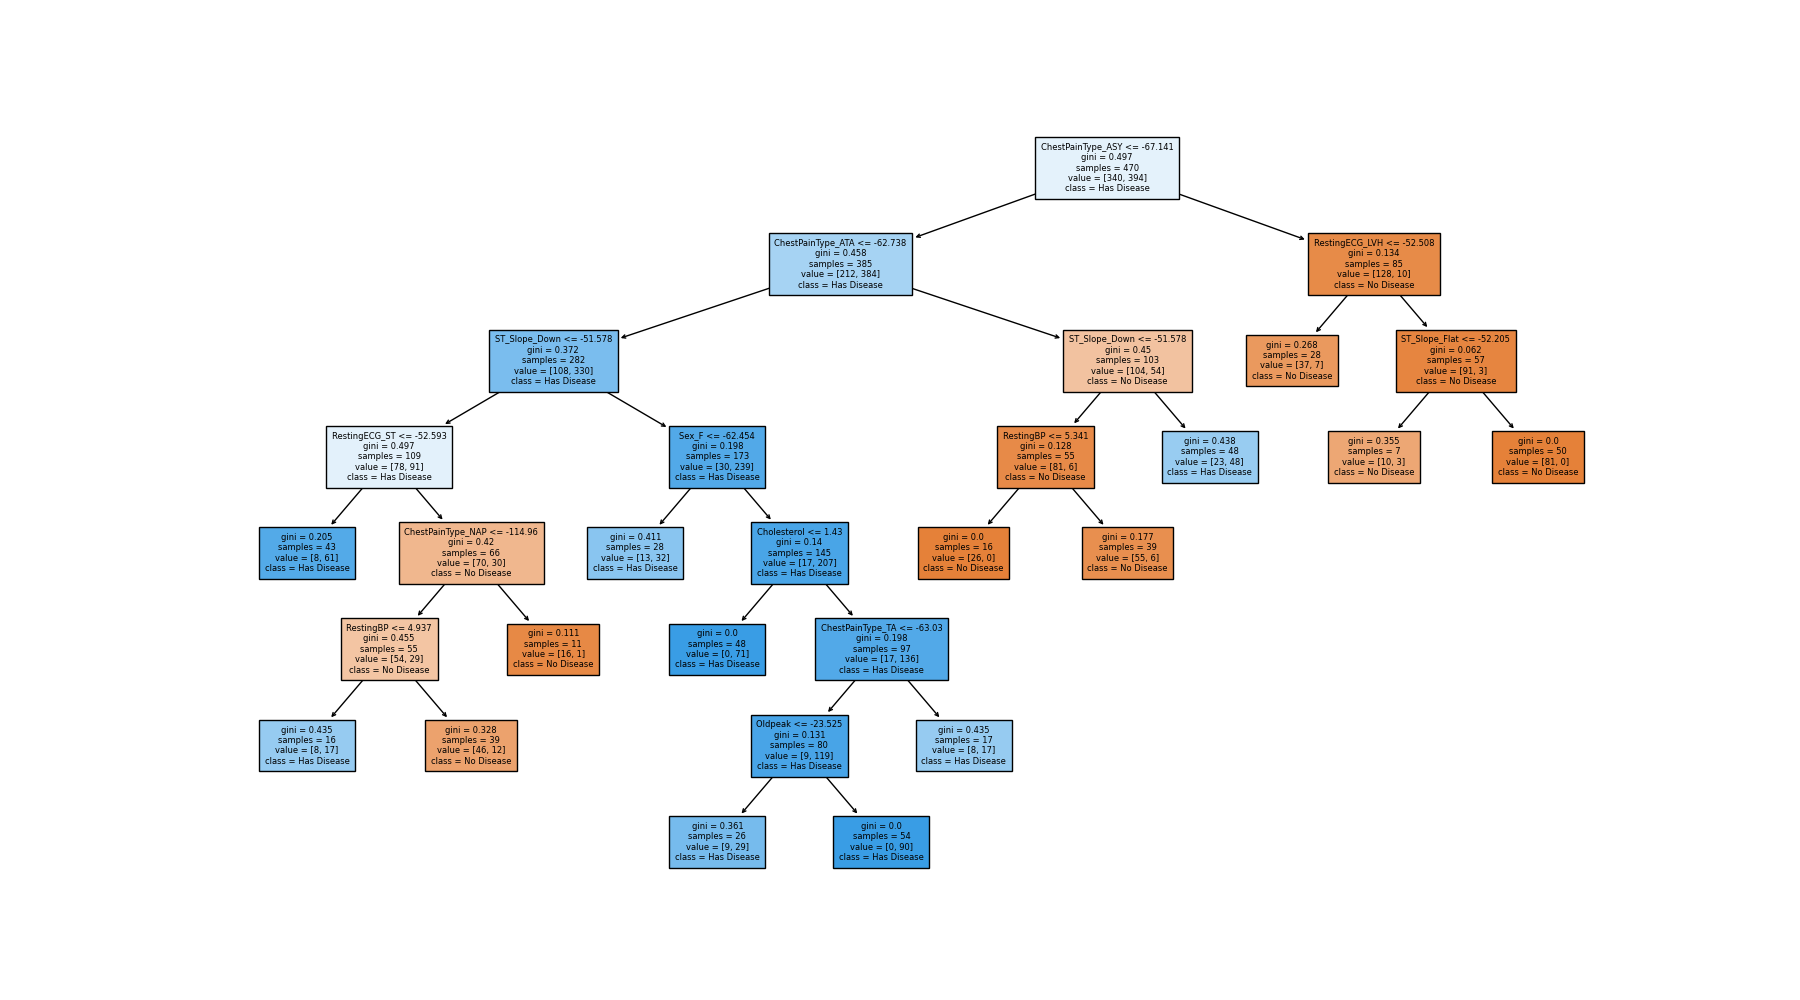 ChestPainType_ASY <= -67.141
gini = 0.497
samples = 470
value = [340, 394]
class = Has Disease
ChestPainType_ATA <= -62.738
gini = 0.458
samples = 385
value = [212, 384]
class = Has Disease
RestingECG_LVH <= -52.508
gini = 0.134
samples = 85
value = [128, 10]
class = No Disease
ST_Slope_Down <= -51.578
gini = 0.372
samples = 282
value = [108, 330]
class = Has Disease
ST_Slope_Down <= -51.578
gini = 0.45
samples = 103
value = [104, 54]
class = No Disease
gini = 0.268
samples = 28
value = [37, 7]
class = No Disease
ST_Slope_Flat <= -52.205
gini = 0.062
samples = 57
value = [91, 3]
class = No Disease
RestingECG_ST <= -52.593
gini = 0.497
samples = 109
value = [78, 91]
class = Has Disease
Sex_F <= -62.454
gini = 0.198
samples = 173
value = [30, 239]
class = Has Disease
RestingBP <= 5.341
gini = 0.128
samples = 55
value = [81, 6]
class = No Disease
gini = 0.438
samples = 48
value = [23, 48]
class = Has Disease
gini = 0.355
samples = 7
value = [10, 3]
class = No Disease
gini = 0.0
samples = 50
value = [81, 0]
class = No Disease
gini = 0.205
samples = 43
value = [8, 61]
class = Has Disease
ChestPainType_NAP <= -114.96
gini = 0.42
samples = 66
value = [70, 30]
class = No Disease
gini = 0.411
samples = 28
value = [13, 32]
class = Has Disease
Cholesterol <= 1.43
gini = 0.14
samples = 145
value = [17, 207]
class = Has Disease
gini = 0.0
samples = 16
value = [26, 0]
class = No Disease
gini = 0.177
samples = 39
value = [55, 6]
class = No Disease
RestingBP <= 4.937
gini = 0.455
samples = 55
value = [54, 29]
class = No Disease
gini = 0.111
samples = 11
value = [16, 1]
class = No Disease
gini = 0.0
samples = 48
value = [0, 71]
class = Has Disease
ChestPainType_TA <= -63.03
gini = 0.198
samples = 97
value = [17, 136]
class = Has Disease
gini = 0.435
samples = 16
value = [8, 17]
class = Has Disease
gini = 0.328
samples = 39
value = [46, 12]
class = No Disease
Oldpeak <= -23.525
gini = 0.131
samples = 80
value = [9, 119]
class = Has Disease
gini = 0.435
samples = 17
value = [8, 17]
class = Has Disease
gini = 0.361
samples = 26
value = [9, 29]
class = Has Disease
gini = 0.0
samples = 54
value = [0, 90]
class = Has Disease